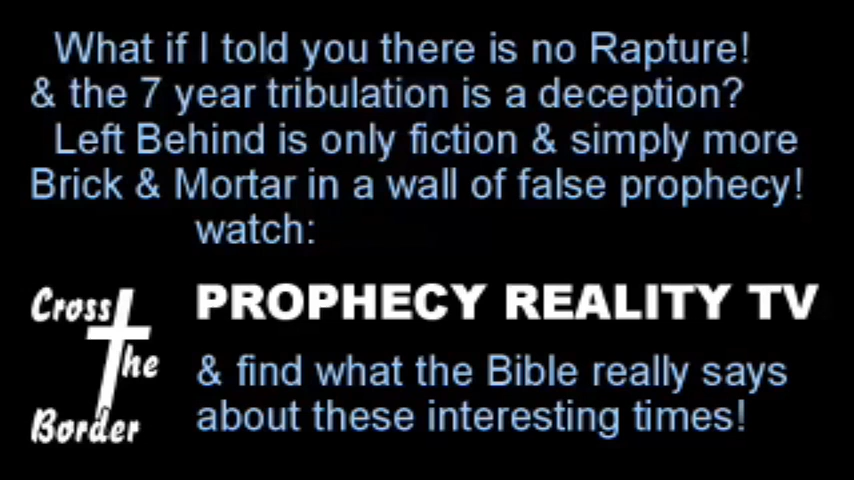 What if I told you there is no Rapture!
& the 7 year tribulation is a deception?
Left Behind is only fiction & simply more
Brick & Mortar in a wall of false prophecy!
watch:
PROPHECY REALITY TV
Cross
the
Border
& find what the Bible really says
about these interesting times!